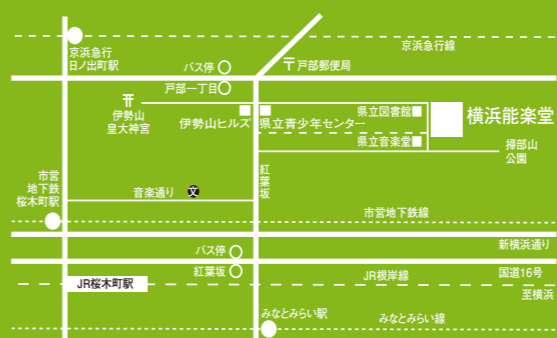 京浜急行線
京浜急行
日ノ出町駅
バス停
〒戸部郵便局
戸部一丁目
伊勢山
皇大神宮
伊勢山ヒルズ
県立青少年センター
県立図書館
横浜能楽堂
県立音楽堂
掃部山
公園
紅葉坂
市営
地下鉄
桜木町駅
音楽通り
文
市営地下鉄線
新横浜通り
バス停
紅葉坂
JR根岸線
国道16号
JR桜木町駅
至横浜
みなとみらい駅
みなとみらい線